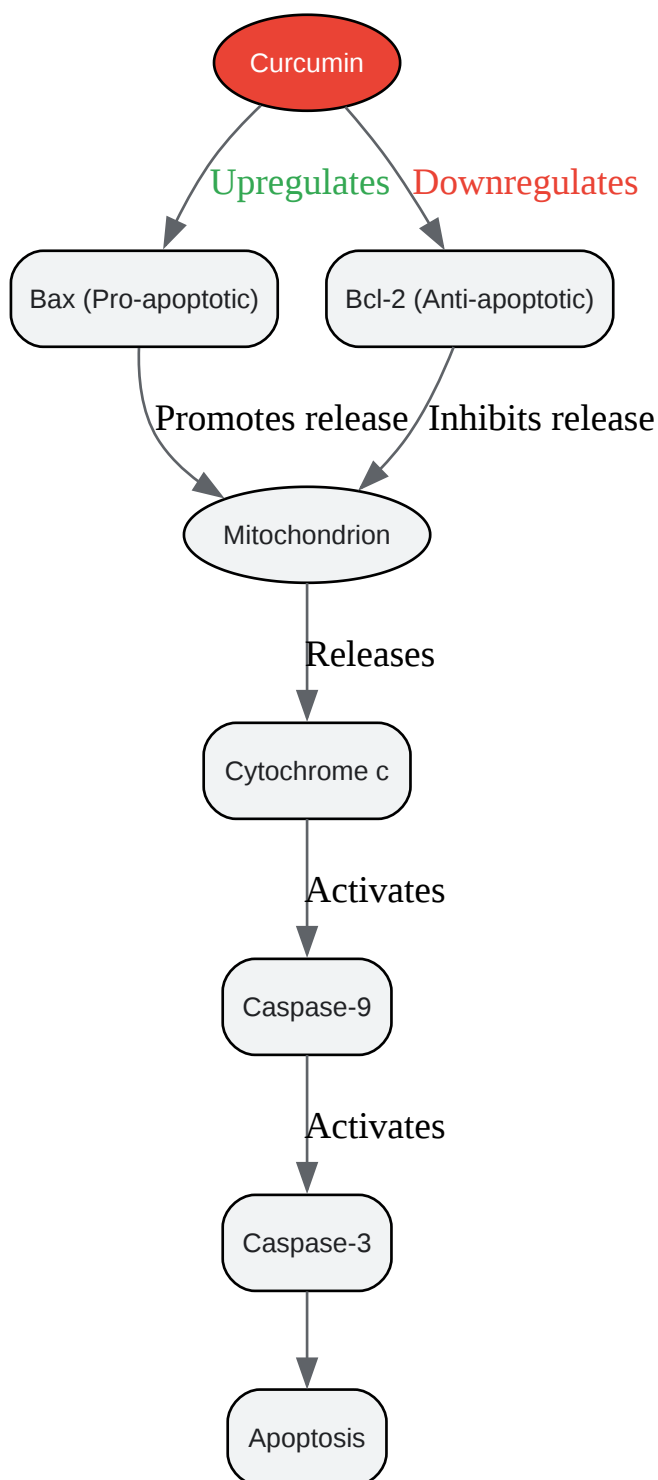 Curcumin
Upregulates
Downregulates
Bax (Pro-apoptotic)
Bcl-2 (Anti-apoptotic)
Promotes release
Inhibits release
Mitochondrion
Releases
Cytochrome c
Activates
Caspase-9
Activates
Caspase-3
Apoptosis